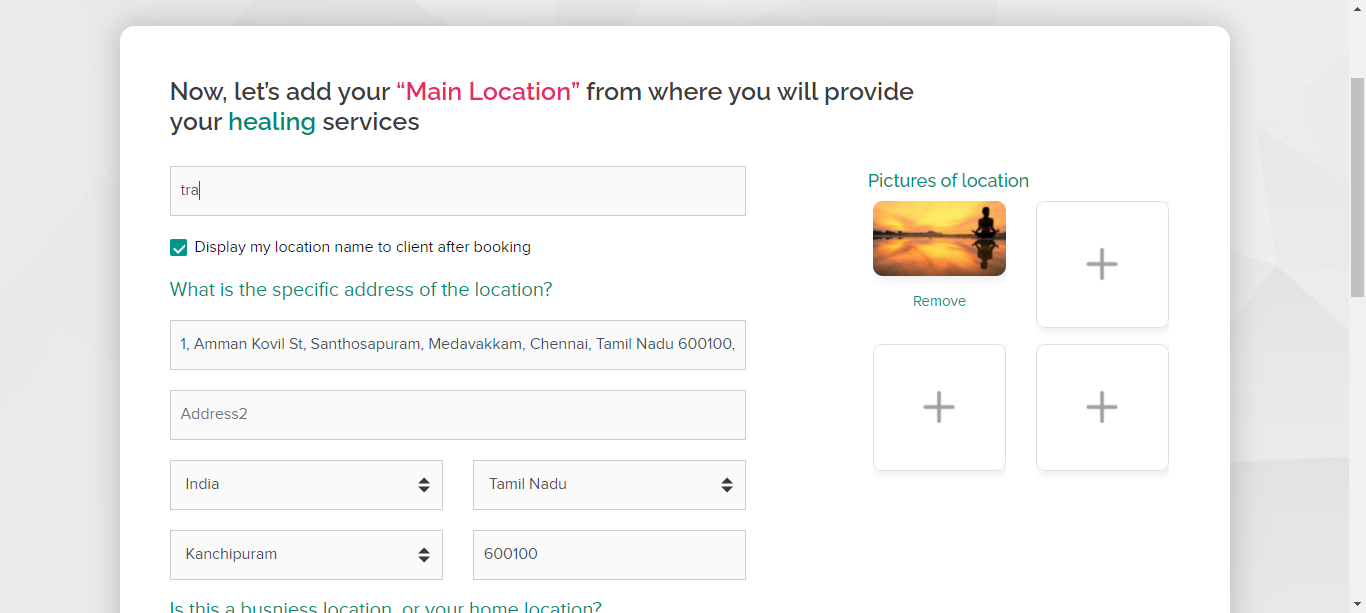 Now, let's add your “Main Location” from where you will provide
your healing services
tra
Display my location name to client after booking
What is the specific address of the location?
1, Amman Kovil St, Santhosapuram, Medavakkam, Chennai, Tamil Nadu 600100,
Address2
India
Tamil Nadu
Kanchipuram
600100
Is this a busniess location, or your home location?
Pictures of location
Remove